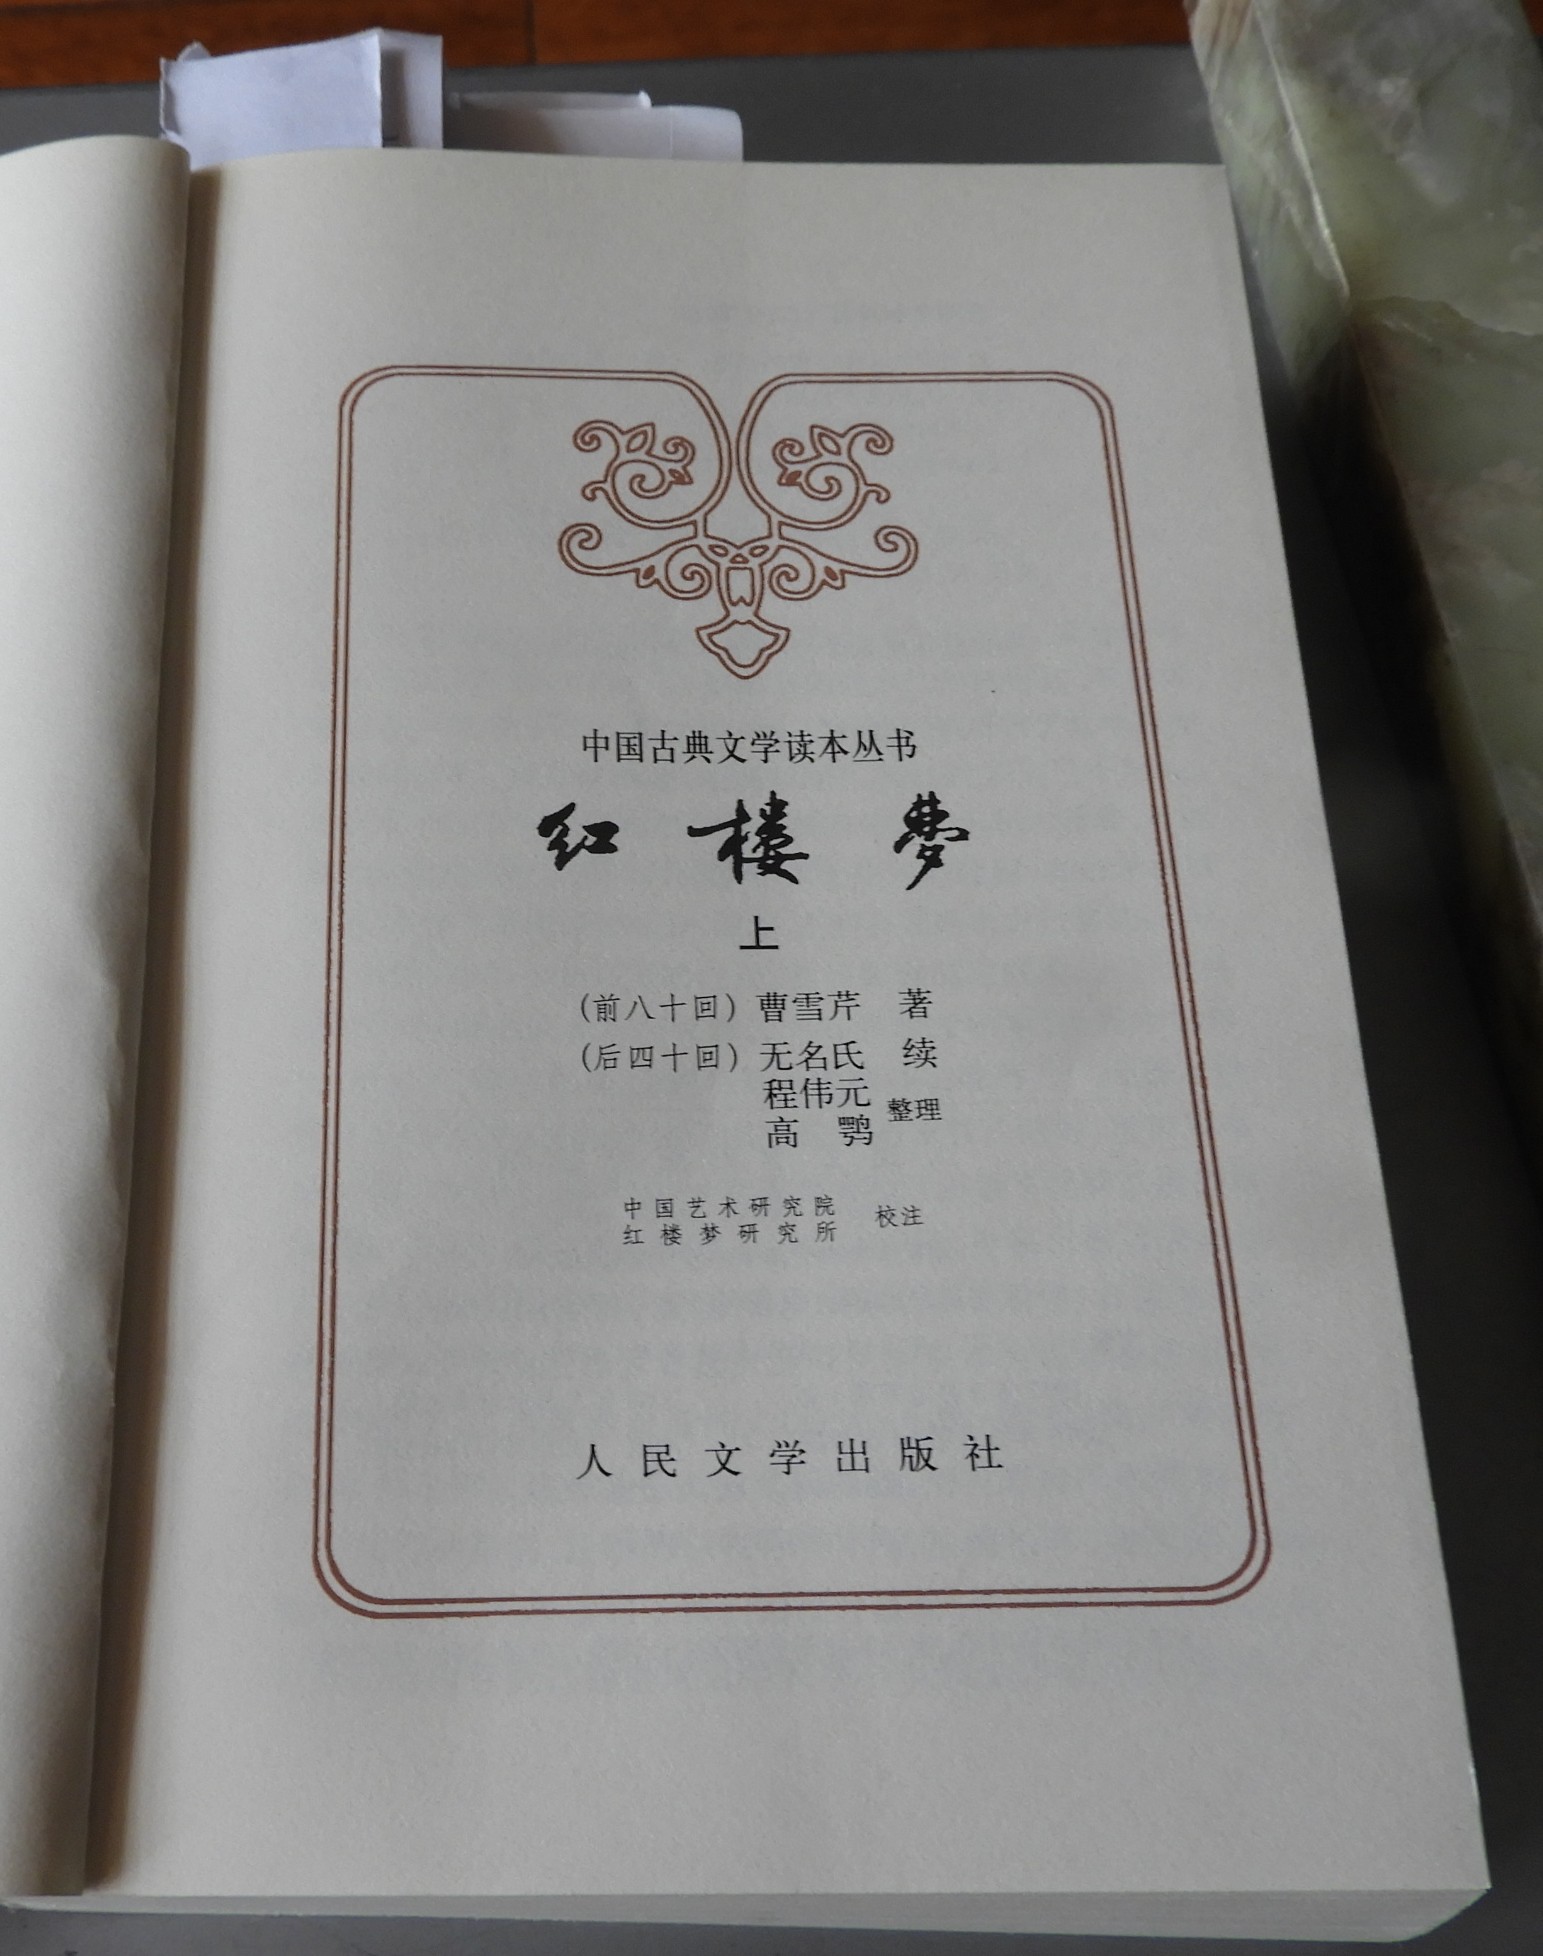 中国古典文学读本丛书
红楼梦
上
(前八十回) 曹雪芹 著
(后四十回) 无名氏 续
程伟元
高鹗 整理
中国艺术研究院
红楼梦研究所 校注
人民文学出版社